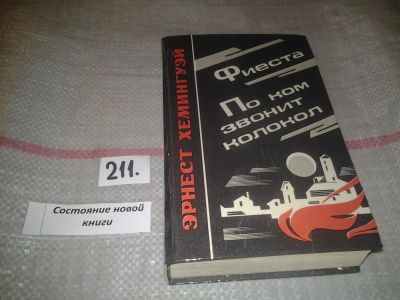 ЭРНЕСТ ХЕМИНГУЭЙ
Фиеста
По ком
звонит
колокол
211.
Состояние новой
книги